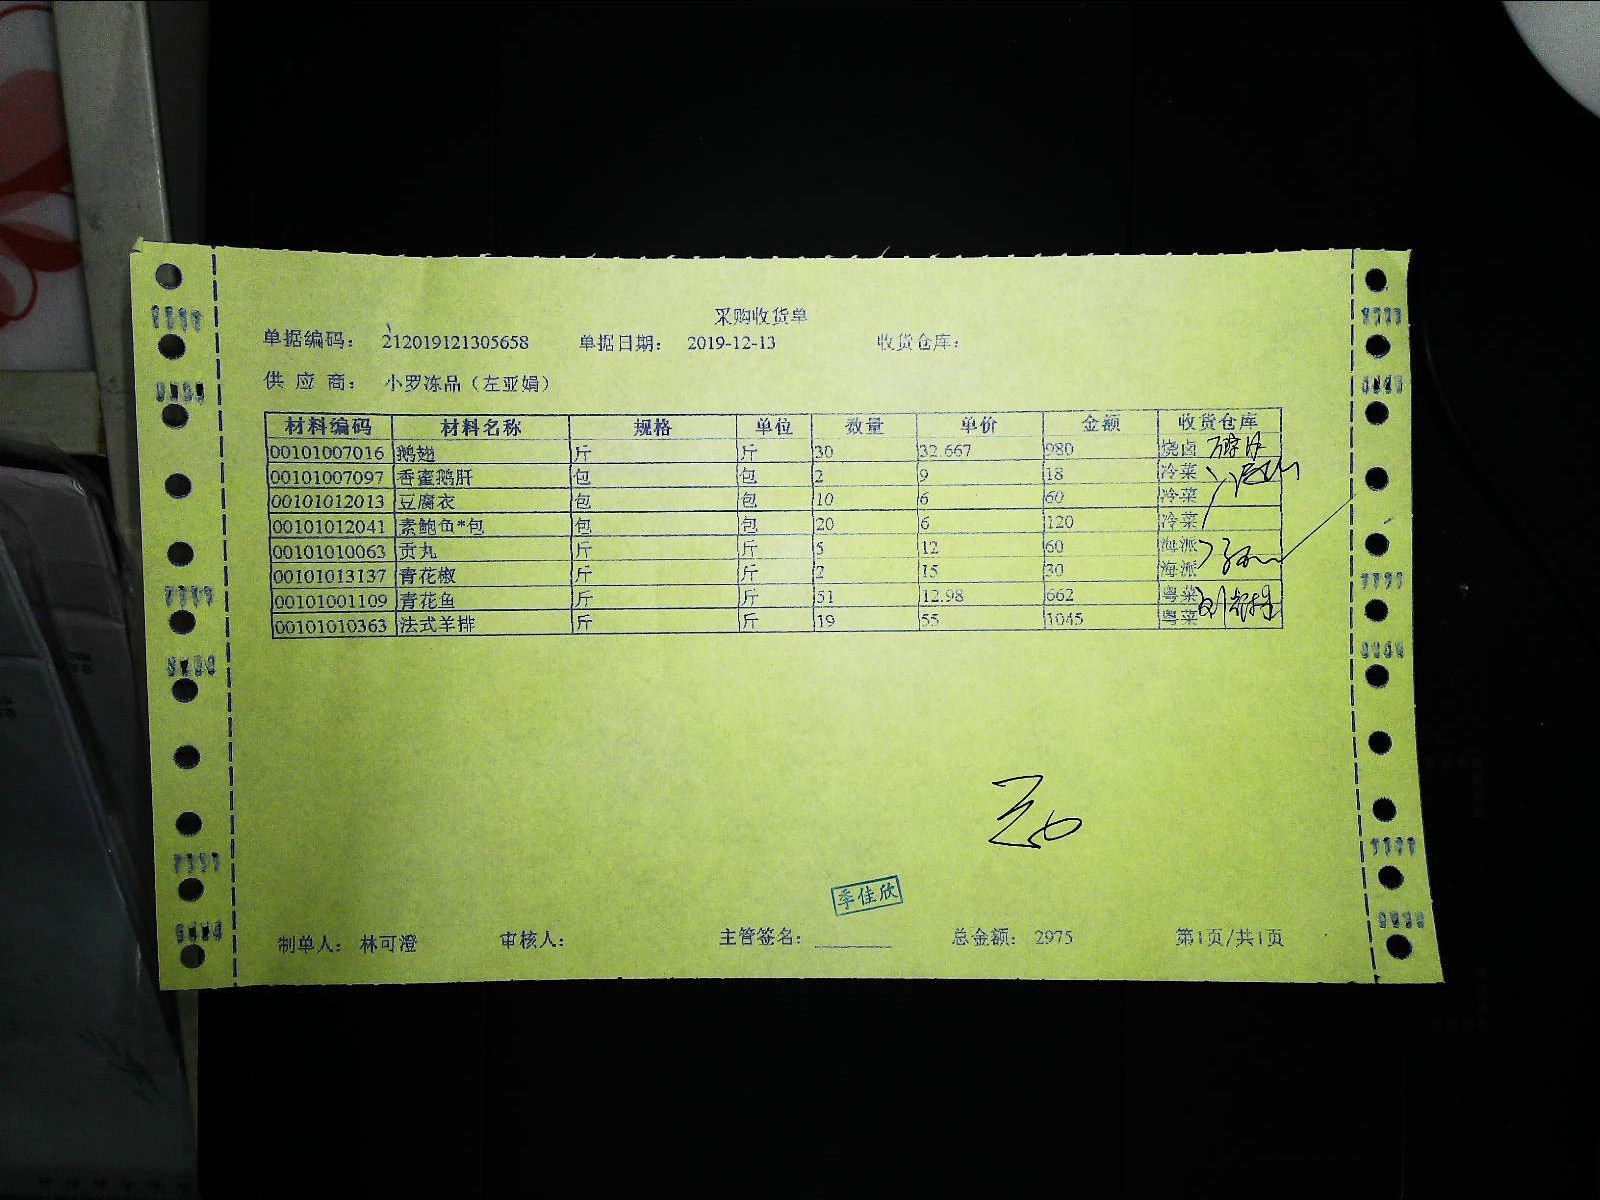 采购收货单
单据编码: 212019121305658 单据日期: 2019-12-13 收货仓库:
供应商: 小罗冻品（左亚娟）
材料编码 材料名称 规格 单位 数量 单价 金额 收货仓库
00101007016 鹅翅 斤 斤 30 32.667 980 烧卤
00101007097 香蜜鹅肝 包 包 2 9 18 冷菜
00101012013 豆腐衣 包 包 10 6 60 冷菜
00101012041 素鲍鱼*包 包 包 20 6 120 冷菜
00101010063 贡丸 斤 斤 5 12 60 海派
00101013137 青花椒 斤 斤 2 15 30 海派
00101001109 青花鱼 斤 斤 51 12.98 662 粤菜
00101010363 法式羊排 斤 斤 19 55 1045 粤菜
季佳欣
制单人: 林可澄 审核人: 主管签名: 总金额: 2975 第1页/共1页